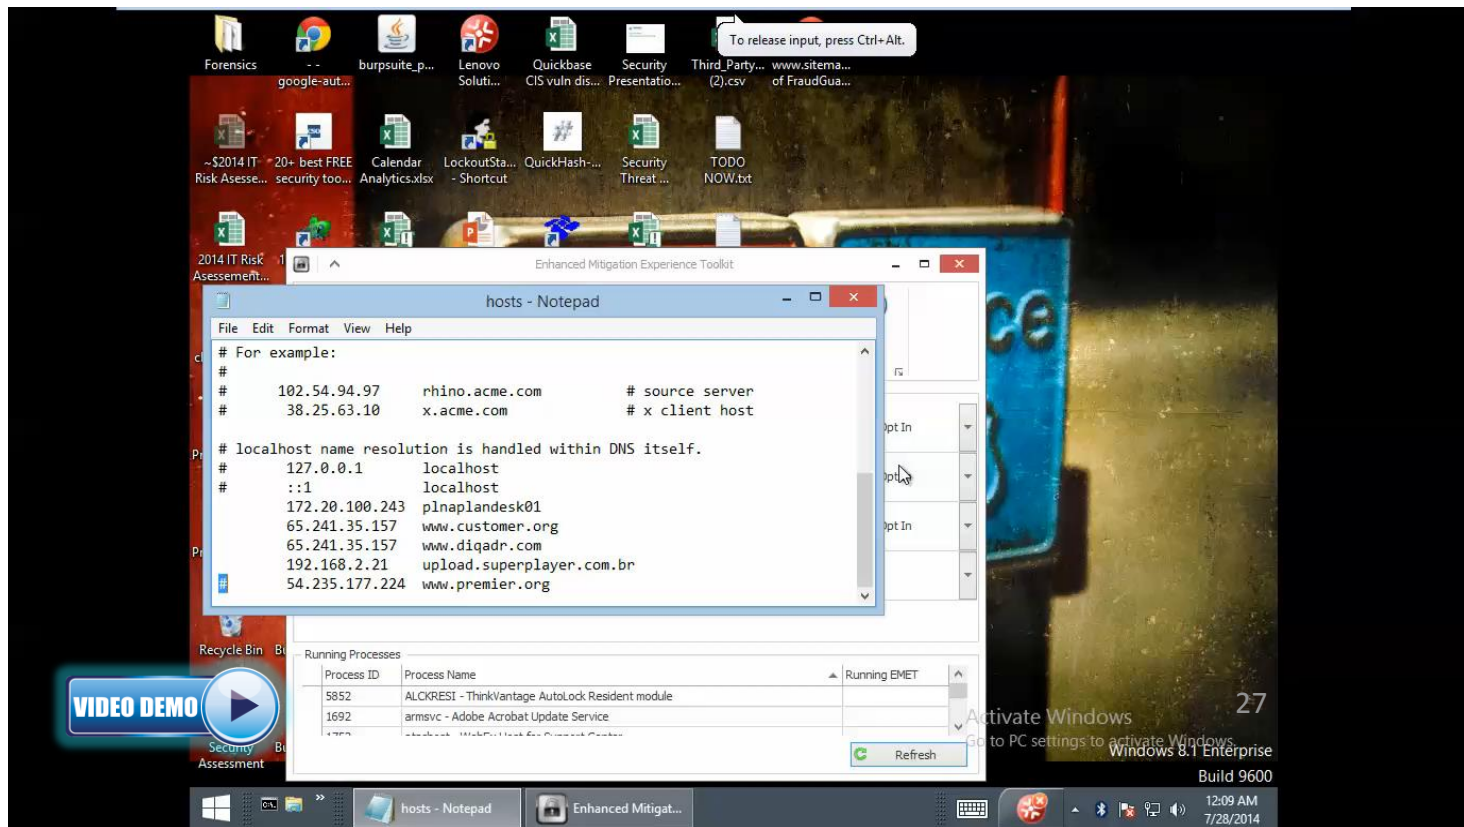 To release input, press Ctrl+Alt.
Forensics
- -
google-aut...
burpsuite_p...
Lenovo
Soluti...
Quickbase
CIS vuln dis...
Security
Presentatio...
Third_Party...
(2).csv
www.sitema...
of FraudGua...
~$2014 IT
Risk Asesse...
20+ best FREE
security too...
Calendar
Analytics.xlsx
LockoutSta...
- Shortcut
QuickHash-...
Security
Threat ...
TODO
NOW.txt
2014 IT Risk
Asessement...
Enhanced Mitigation Experience Toolkit
hosts - Notepad
File Edit Format View Help
# For example:
#
# 102.54.94.97 rhino.acme.com # source server
# 38.25.63.10 x.acme.com # x client host
# localhost name resolution is handled within DNS itself.
# 127.0.0.1 localhost
# ::1 localhost
172.20.100.243 plnaplandesk01
65.241.35.157 www.customer.org
65.241.35.157 www.diqadr.com
192.168.2.21 upload.superplayer.com.br
# 54.235.177.224 www.premier.org
Opt In
Opt In
Recycle Bin
Running Processes
Process ID Process Name Running EMET
5852 ALCKRESI - ThinkVantage AutoLock Resident module
1692 armsvc - Adobe Acrobat Update Service
Refresh
VIDEO DEMO
Security
Assessment
27
Activate Windows
Go to PC settings to activate Windows.
Windows 8.1 Enterprise
Build 9600
hosts - Notepad
Enhanced Mitigat...
12:09 AM
7/28/2014